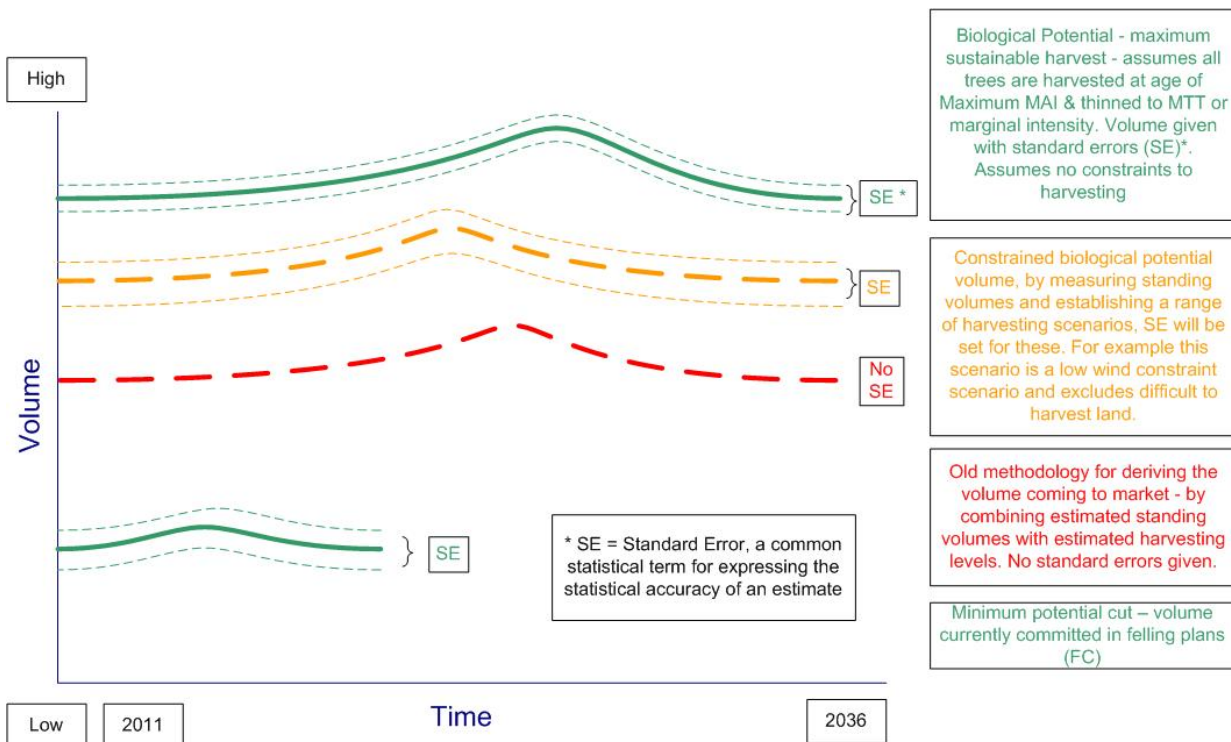 High
Volume
Low
2011
Time
2036
SE *
SE
No
SE
SE
* SE = Standard Error, a common
statistical term for expressing the
statistical accuracy of an estimate
Biological Potential - maximum
sustainable harvest - assumes all
trees are harvested at age of
Maximum MAI & thinned to MTT or
marginal intensity. Volume given
with standard errors (SE)*.
Assumes no constraints to
harvesting
Constrained biological potential
volume, by measuring standing
volumes and establishing a range
of harvesting scenarios, SE will be
set for these. For example this
scenario is a low wind constraint
scenario and excludes difficult to
harvest land.
Old methodology for deriving the
volume coming to market - by
combining estimated standing
volumes with estimated harvesting
levels. No standard errors given.
Minimum potential cut – volume
currently committed in felling plans
(FC)